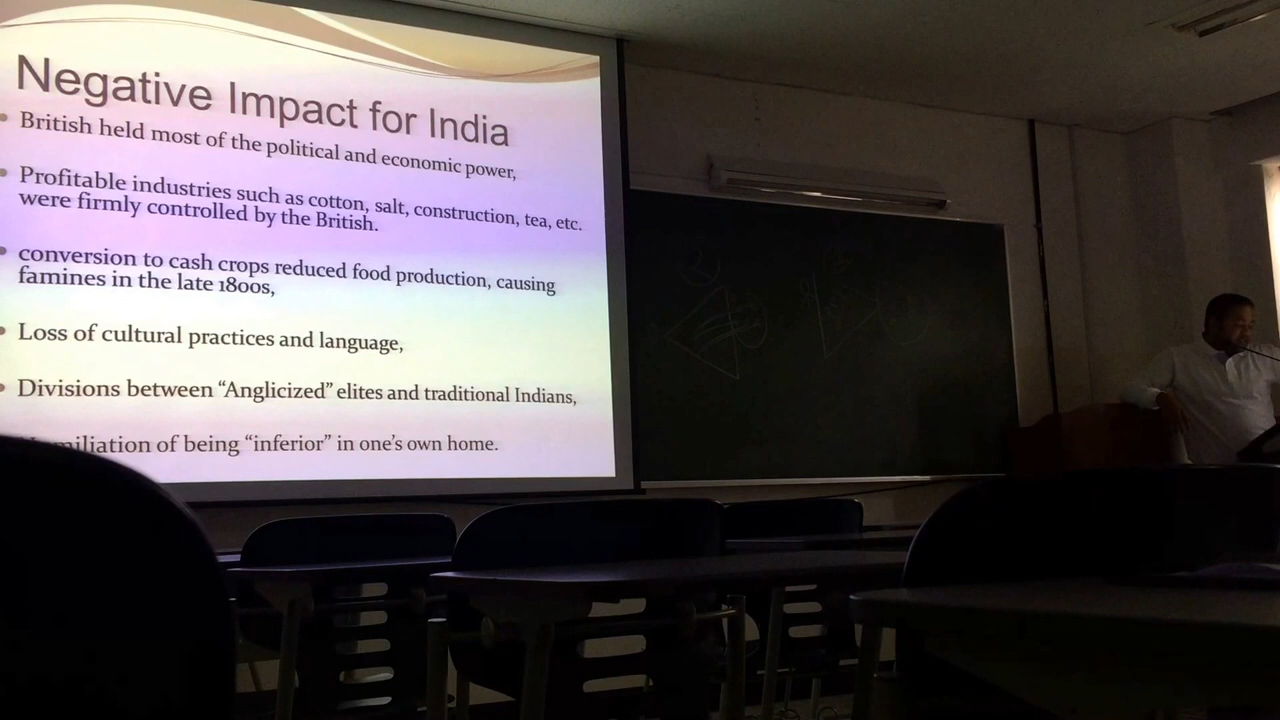 Negative Impact for India
British held most of the political and economic power,
Profitable industries such as cotton, salt, construction, tea, etc.
were firmly controlled by the British.
conversion to cash crops reduced food production, causing
famines in the late 1800s,
Loss of cultural practices and language,
Divisions between “Anglicized” elites and traditional Indians,
of being “inferior” in one’s own home.